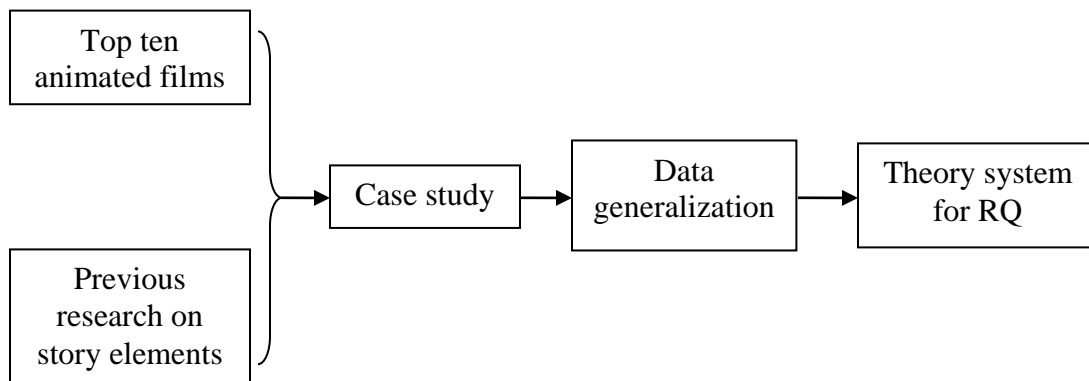 Top ten
animated films
Previous
research on
story elements
Case study
Data
generalization
Theory system
for RQ